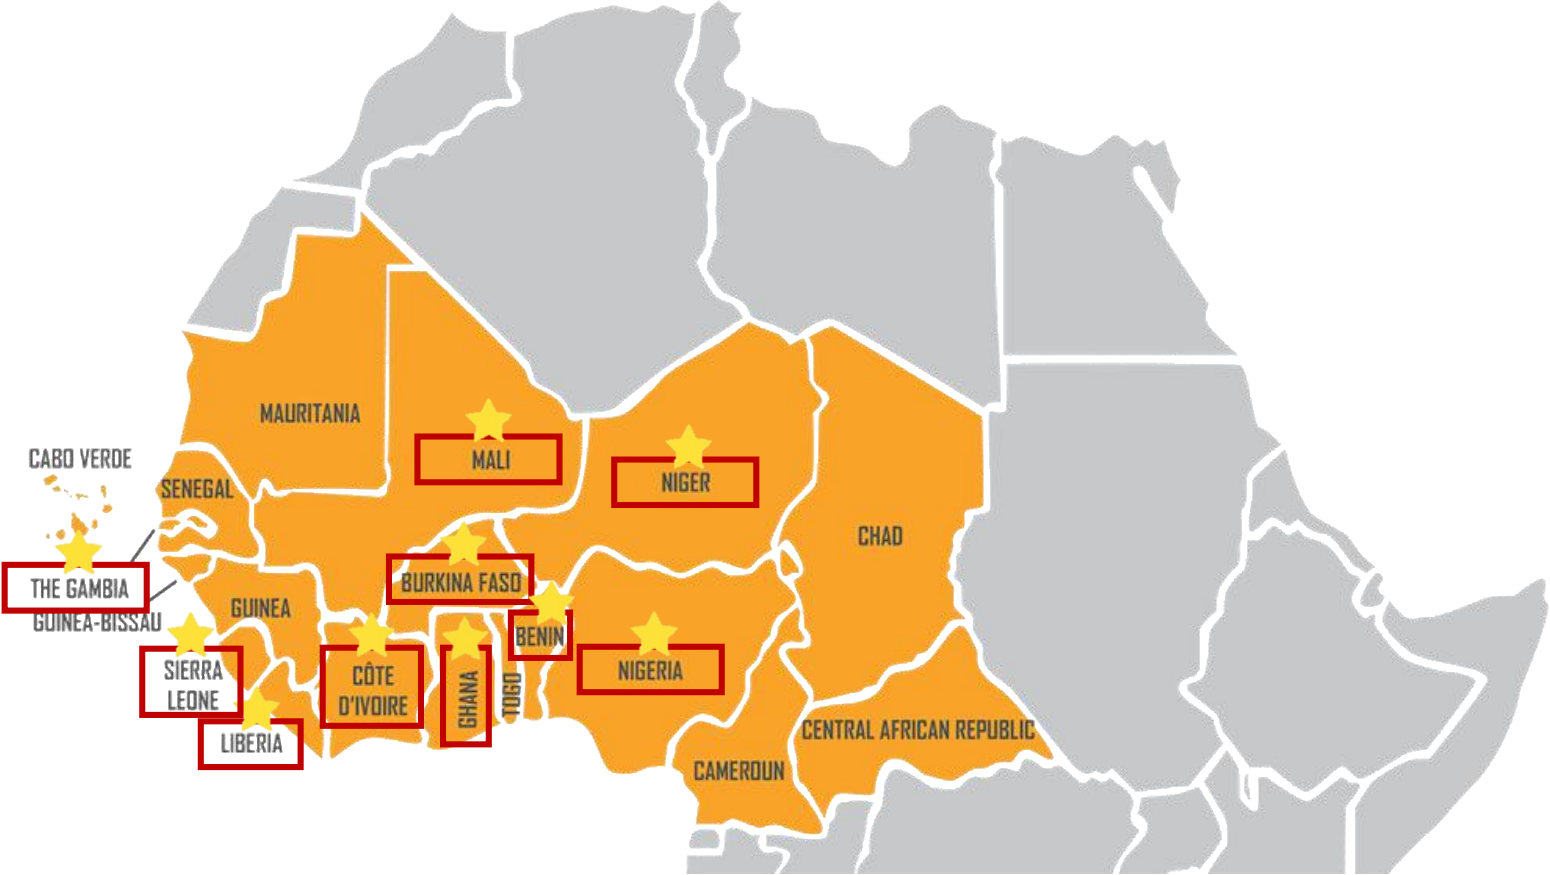 MAURITANIA
MALI
NIGER
CABO VERDE
SENEGAL
CHAD
THE GAMBIA
BURKINA FASO
GUINEA
GUINEA-BISSAU
BENIN
SIERRA
LEONE
CÔTE
D'IVOIRE
GHANA
TOGO
NIGERIA
LIBERIA
CENTRAL AFRICAN REPUBLIC
CAMEROUN